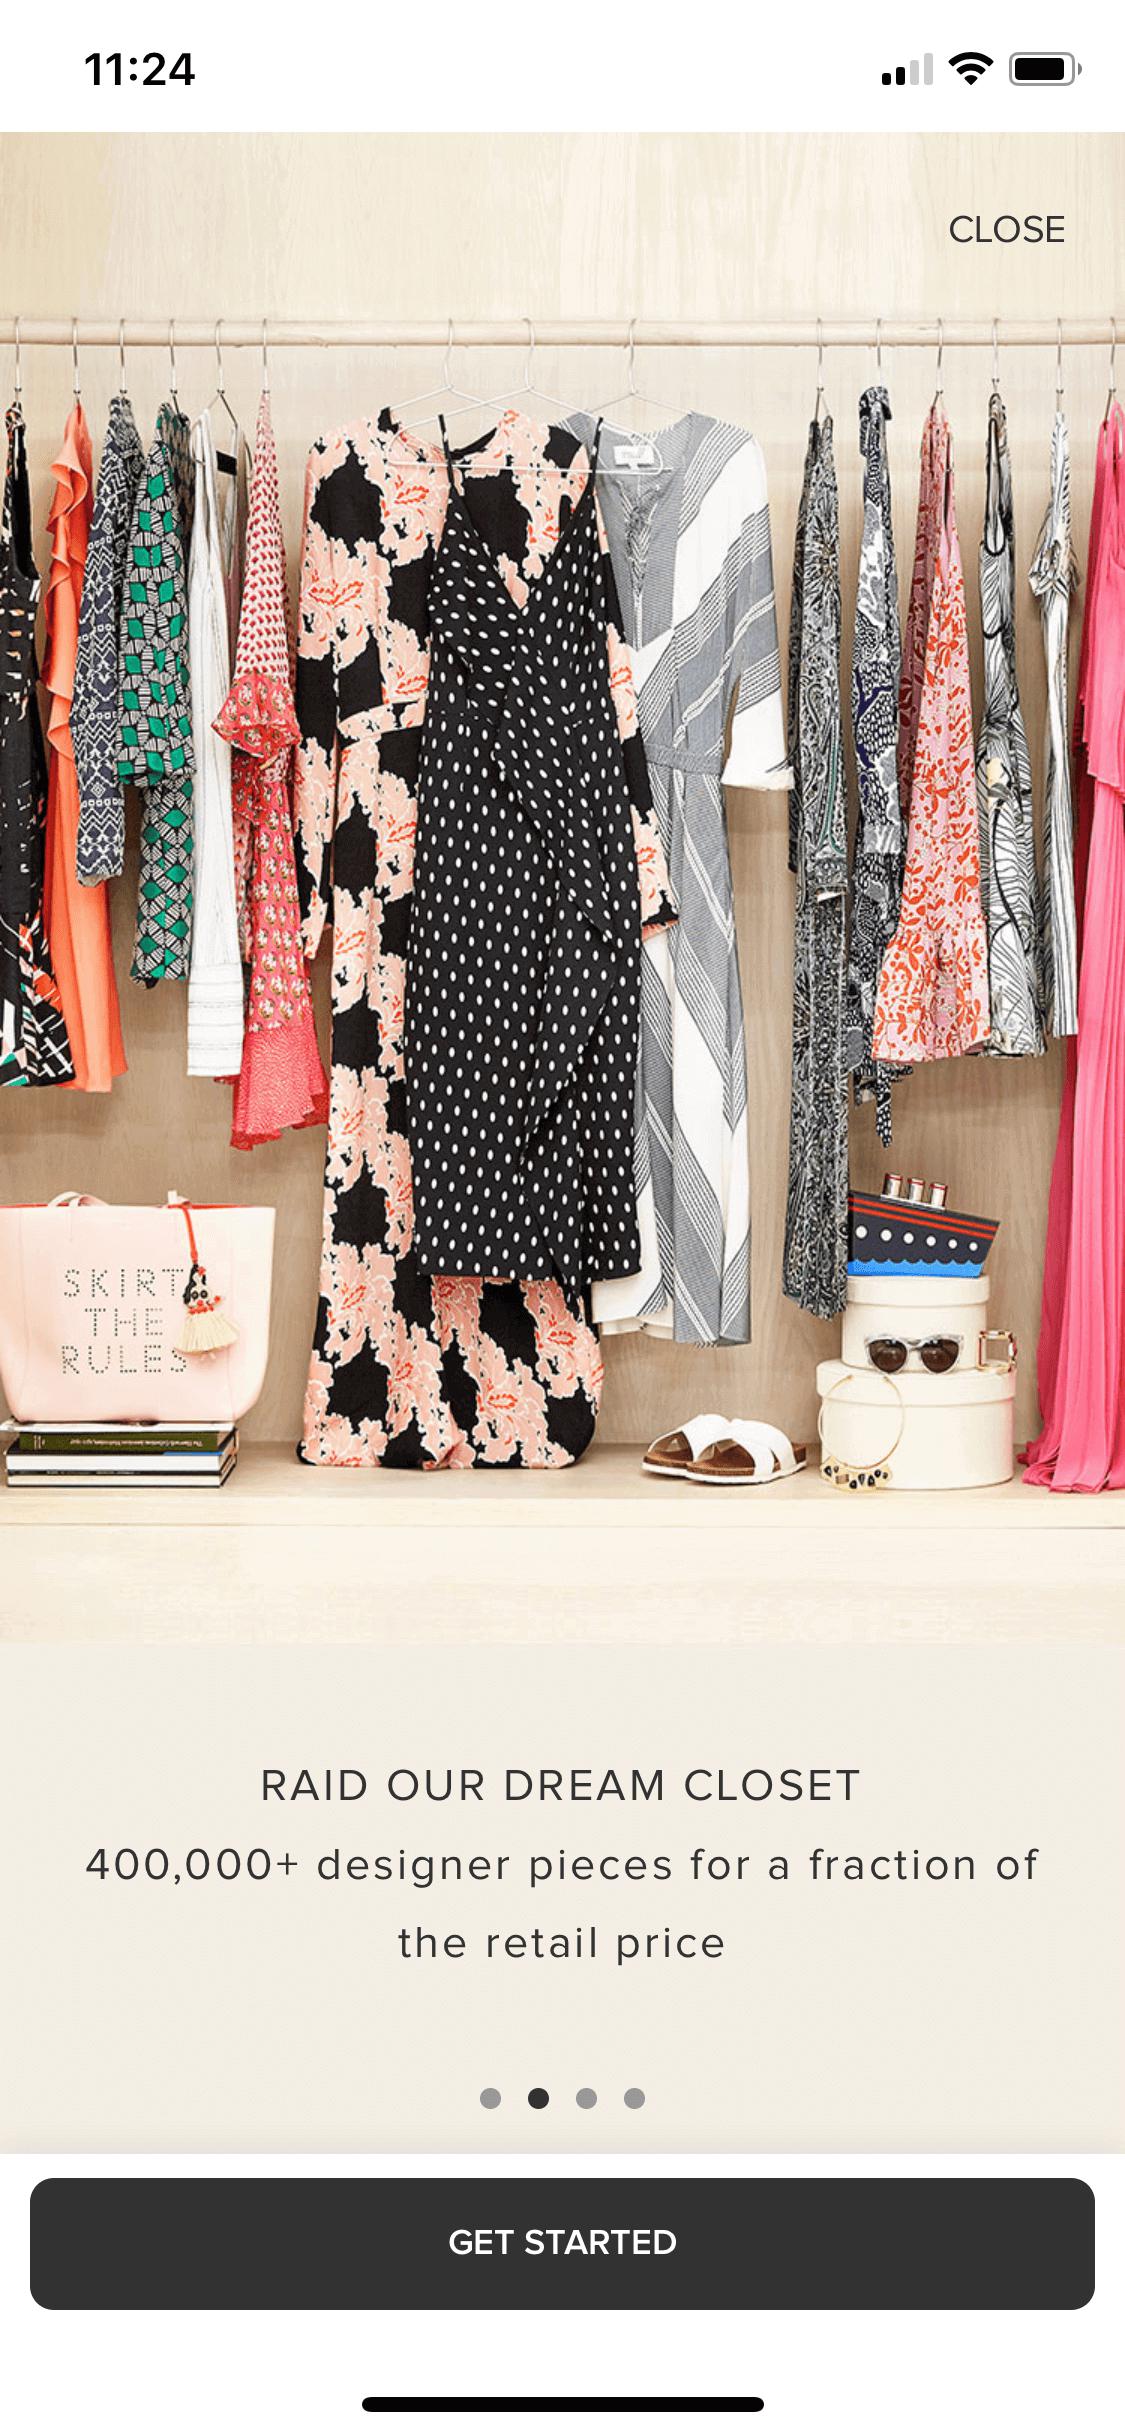 11:24
CLOSE
SKIRT
THE
RULES
RAID OUR DREAM CLOSET
400,000+ designer pieces for a fraction of
the retail price
GET STARTED